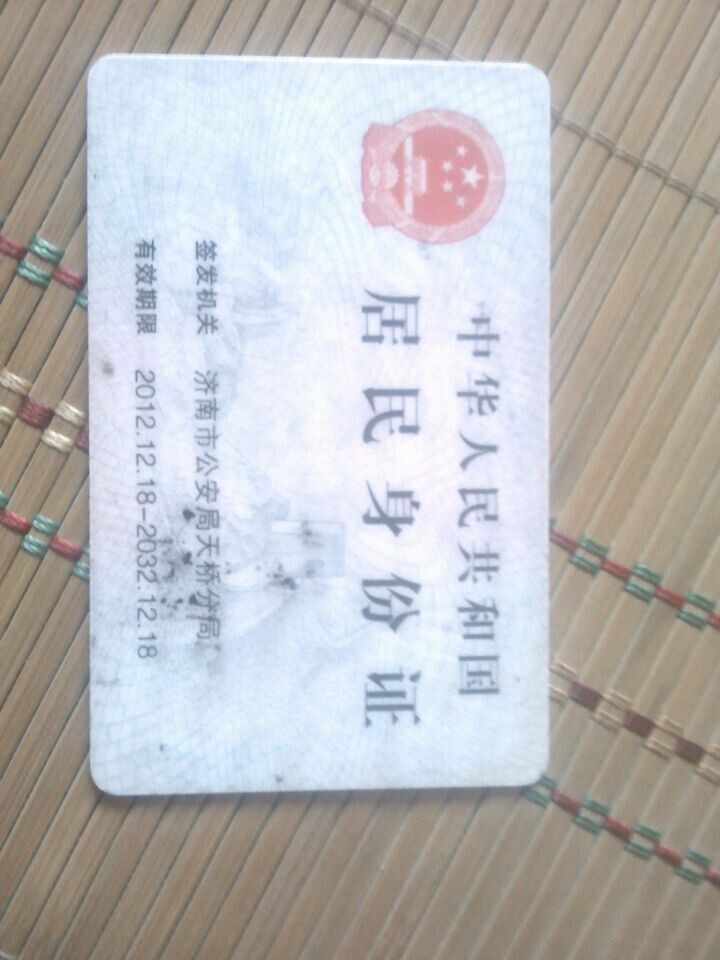 中华人民共和国
居民身份证
签发机关 济南市公安局天桥分局
有效期限 2012.12.18-2032.12.18